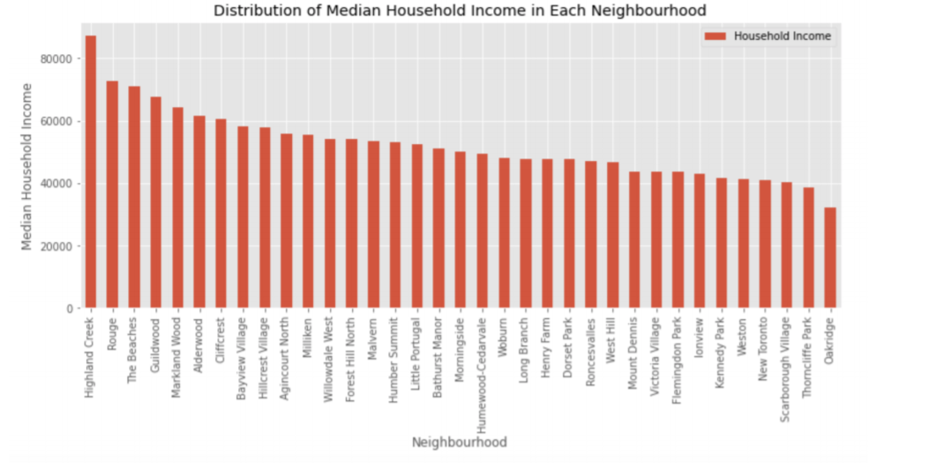 Distribution of Median Household Income in Each Neighbourhood
Household Income
Median Household Income
80000
60000
40000
20000
0
Highland Creek
Rouge
The Beaches
Guildwood
Markland Wood
Alderwood
Cliffcrest
Bayview Village
Hillcrest Village
Agincourt North
Milliken
Willowdale West
Forest Hill North
Malvern
Humber Summit
Little Portugal
Bathurst Manor
Morningside
Humewood-Cedarvale
Woburn
Long Branch
Henry Farm
Dorset Park
Roncesvalles
West Hill
Mount Dennis
Victoria Village
Flemingdon Park
Ionview
Kennedy Park
Weston
New Toronto
Scarborough Village
Thorncliffe Park
Oakridge
Neighbourhood